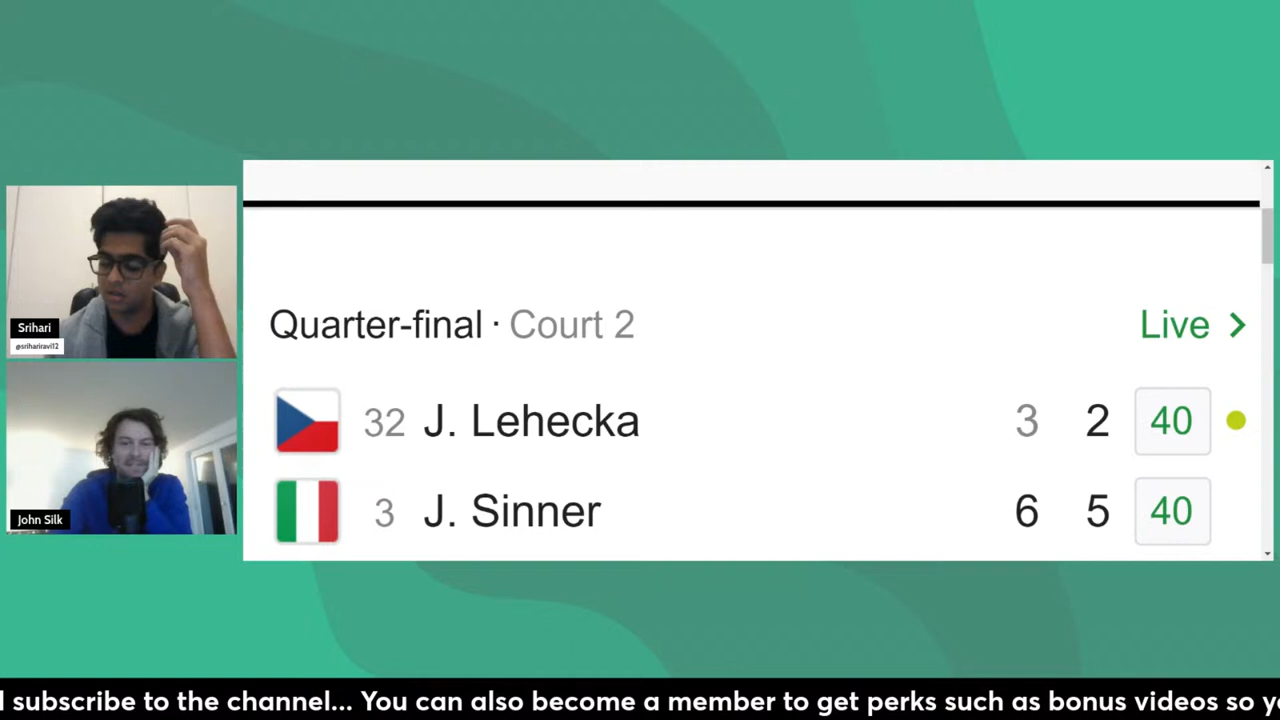 Srihari
@srihariravi12
John Silk
Quarter-final · Court 2
Live
32 J. Lehecka 3 2 40
3 J. Sinner 6 5 40
subscribe to the channel... You can also become a member to get perks such as bonus videos so